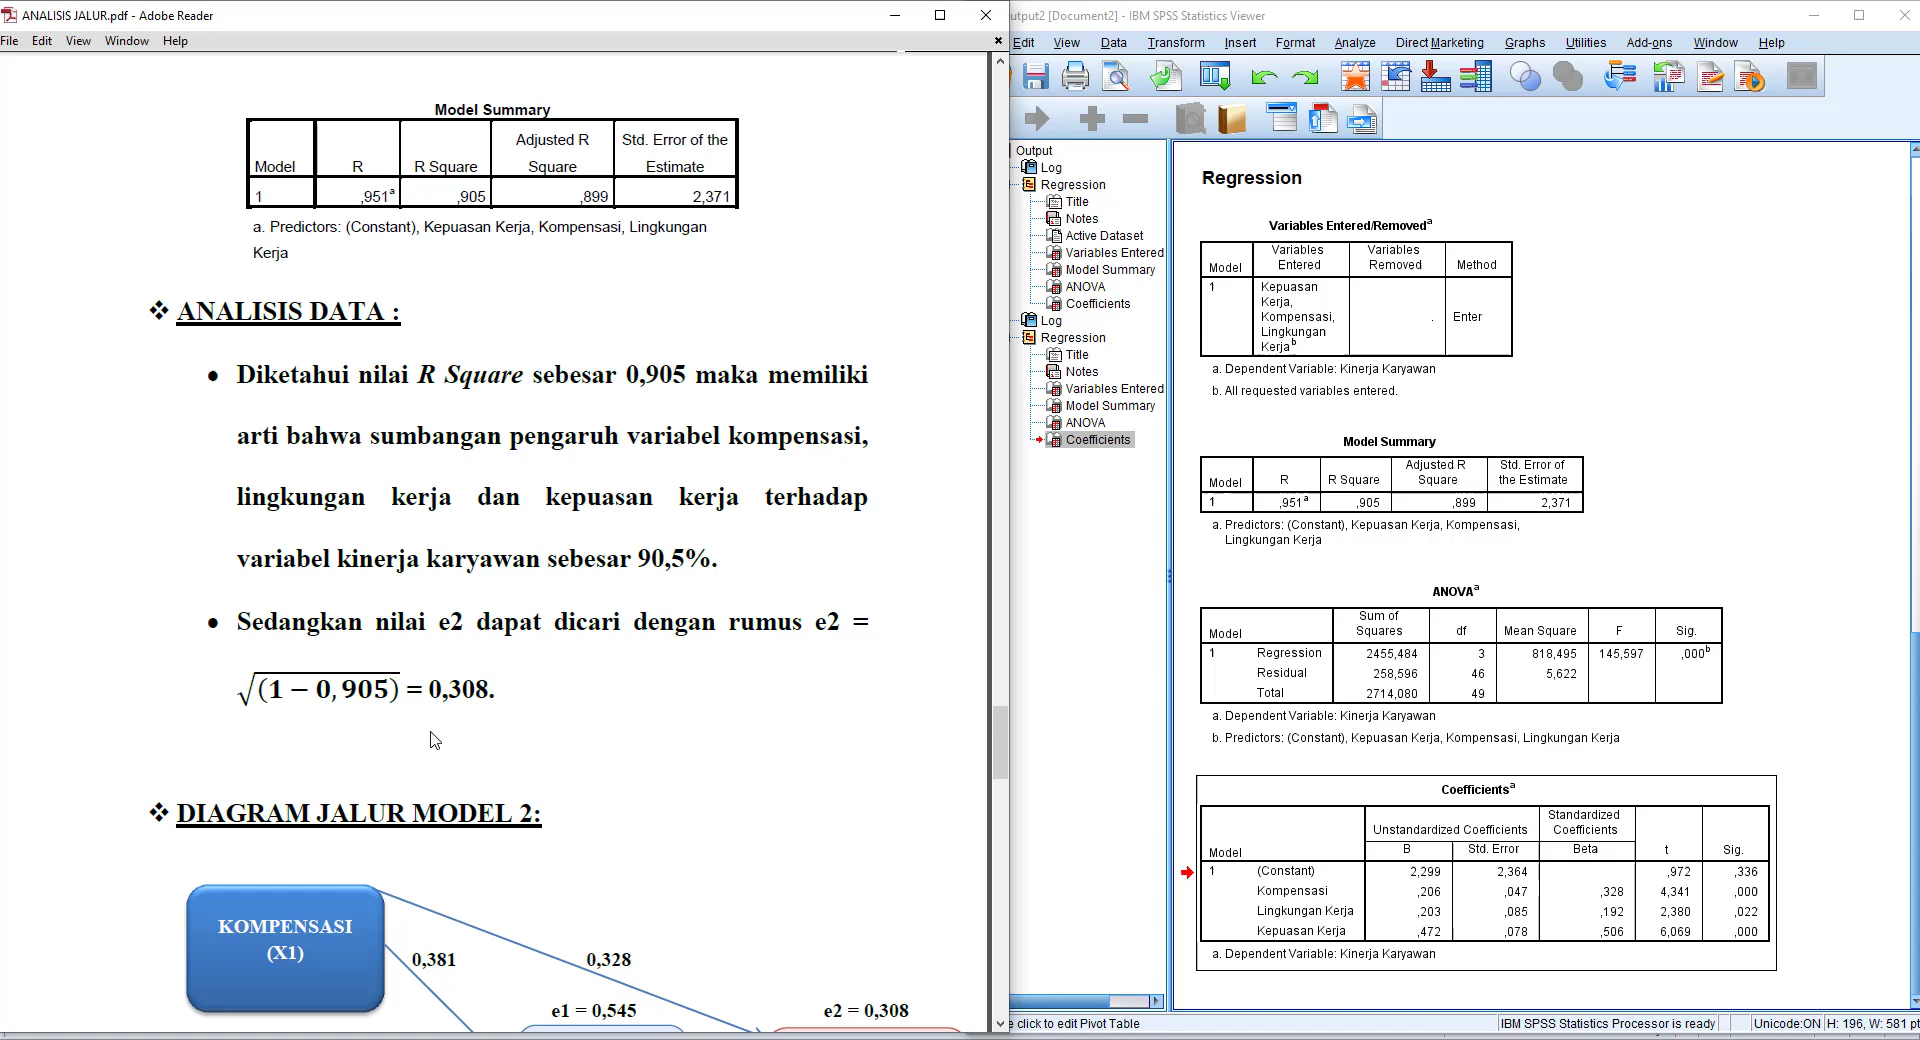 ANALISIS JALUR.pdf - Adobe Reader
File Edit View Window Help
Model Summary
Model R R Square Adjusted R Square Std. Error of the Estimate
1 ,951a ,905 ,899 2,371
a. Predictors: (Constant), Kepuasan Kerja, Kompensasi, Lingkungan
Kerja
❖ ANALISIS DATA :
• Diketahui nilai R Square sebesar 0,905 maka memiliki
arti bahwa sumbangan pengaruh variabel kompensasi,
lingkungan kerja dan kepuasan kerja terhadap
variabel kinerja karyawan sebesar 90,5%.
• Sedangkan nilai e2 dapat dicari dengan rumus e2 =
√(1 − 0,905) = 0,308.
❖ DIAGRAM JALUR MODEL 2:
KOMPENSASI
(X1)
0,381
0,328
e1 = 0,545
e2 = 0,308
utput2 [Document2] - IBM SPSS Statistics Viewer
Edit View Data Transform Insert Format Analyze Direct Marketing Graphs Utilities Add-ons Window Help
Output
Log
Regression
Title
Notes
Active Dataset
Variables Entered
Model Summary
ANOVA
Coefficients
Log
Regression
Title
Notes
Variables Entered
Model Summary
ANOVA
Coefficients
Regression
Variables Entered/Removeda
Model Variables Entered Variables Removed Method
1 Kepuasan Kerja, Kompensasi, Lingkungan Kerjab . Enter
a. Dependent Variable: Kinerja Karyawan
b. All requested variables entered.
Model Summary
Model R R Square Adjusted R Square Std. Error of the Estimate
1 ,951a ,905 ,899 2,371
a. Predictors: (Constant), Kepuasan Kerja, Kompensasi,
Lingkungan Kerja
ANOVAa
Model Sum of Squares df Mean Square F Sig.
1 Regression 2455,484 3 818,495 145,597 ,000b
Residual 258,596 46 5,622
Total 2714,080 49
a. Dependent Variable: Kinerja Karyawan
b. Predictors: (Constant), Kepuasan Kerja, Kompensasi, Lingkungan Kerja
Coefficientsa
Unstandardized Coefficients Standardized Coefficients
Model B Std. Error Beta t Sig.
1 (Constant) 2,299 2,364 ,972 ,336
Kompensasi ,206 ,047 ,328 4,341 ,000
Lingkungan Kerja ,203 ,085 ,192 2,380 ,022
Kepuasan Kerja ,472 ,078 ,506 6,069 ,000
a. Dependent Variable: Kinerja Karyawan
e click to edit Pivot Table IBM SPSS Statistics Processor is ready Unicode:ON H: 196, W: 581 pt